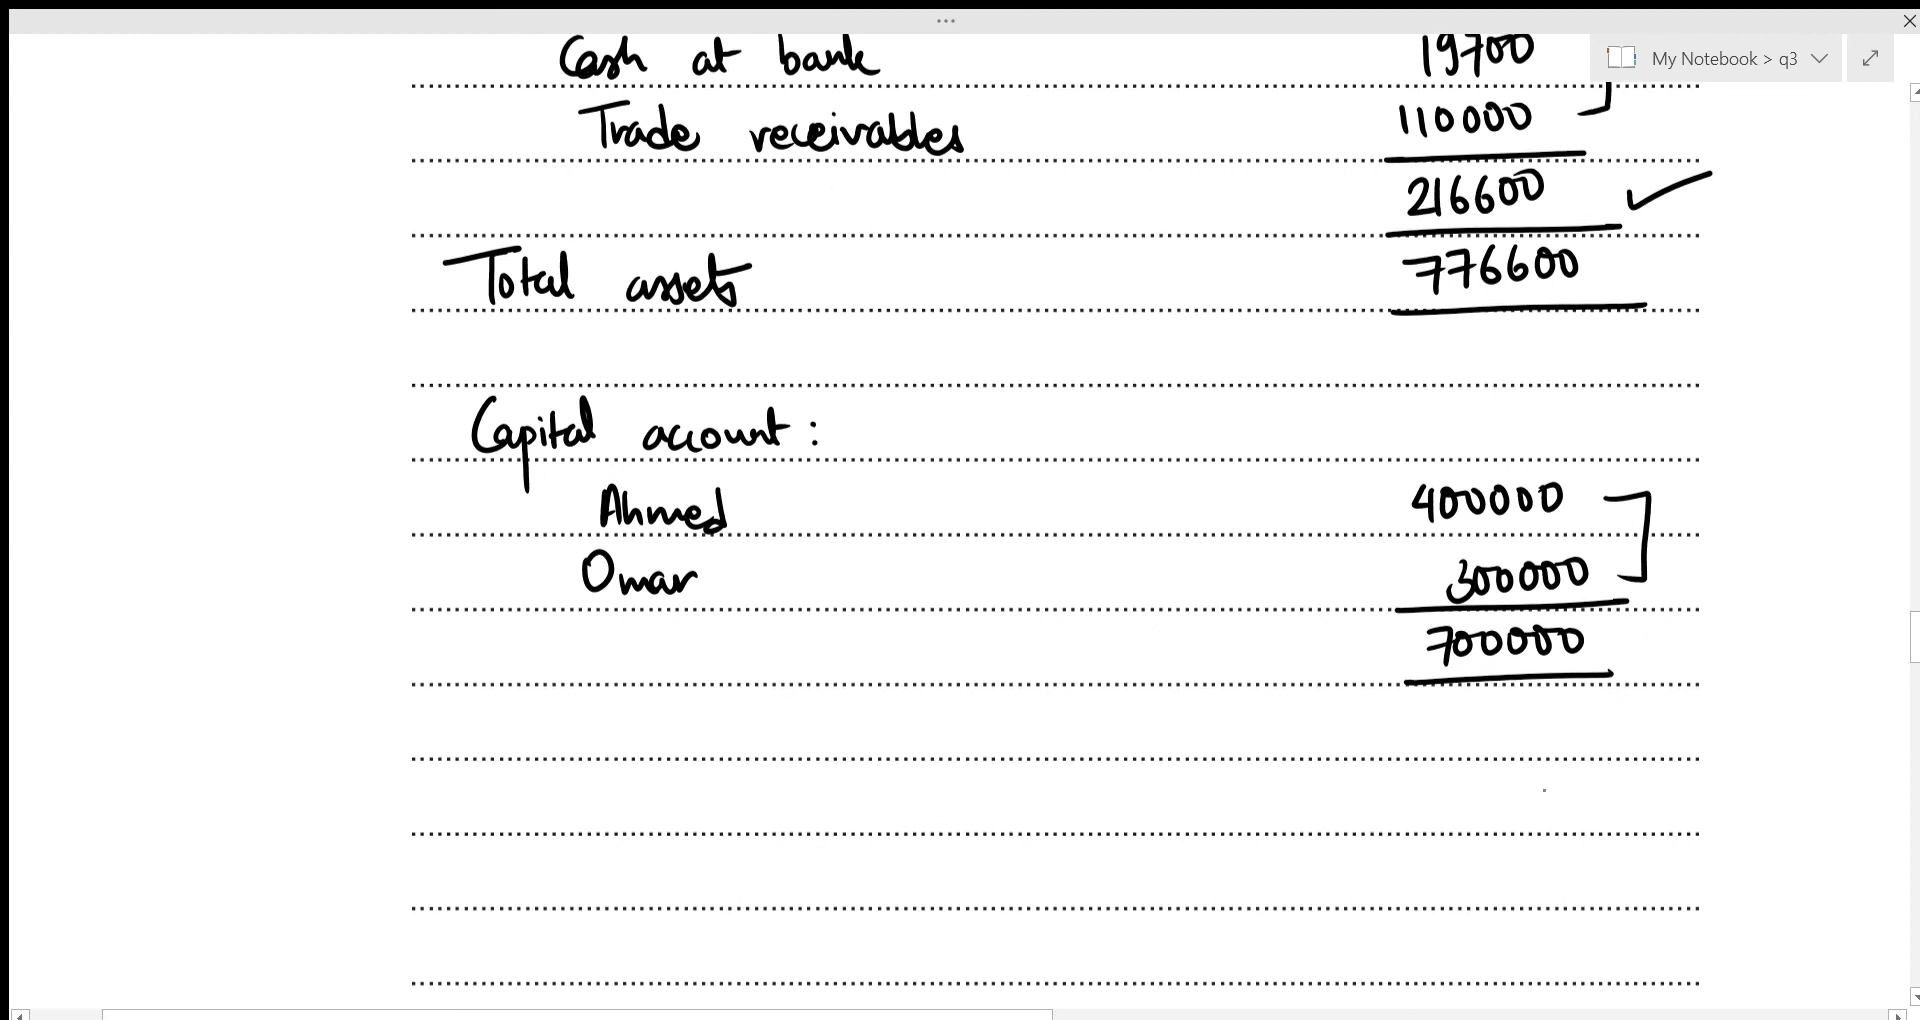 ...
My Notebook > q3
Cash at bank 19700
Trade receivables 110000
216600 ✓
Total assets 776600
Capital account :
Ahmed 400000
Omar 300000
700000